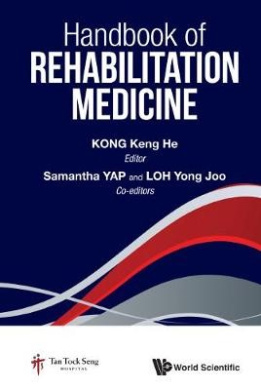 Handbook of
REHABILITATION
MEDICINE
KONG Keng He
Editor
Samantha YAP and LOH Yong Joo
Co-editors
Tan Tock Seng
HOSPITAL
World Scientific